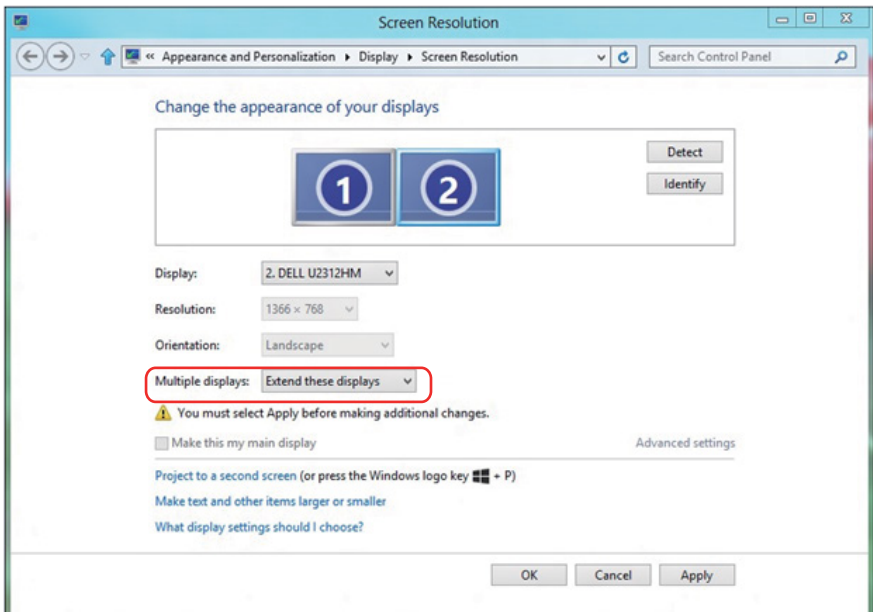 Screen Resolution
« Appearance and Personalization ▸ Display ▸ Screen Resolution
Search Control Panel
Change the appearance of your displays
1 2
Detect
Identify
Display: 2. DELL U2312HM
Resolution: 1366 × 768
Orientation: Landscape
Multiple displays: Extend these displays
You must select Apply before making additional changes.
Make this my main display Advanced settings
Project to a second screen (or press the Windows logo key + P)
Make text and other items larger or smaller
What display settings should I choose?
OK Cancel Apply